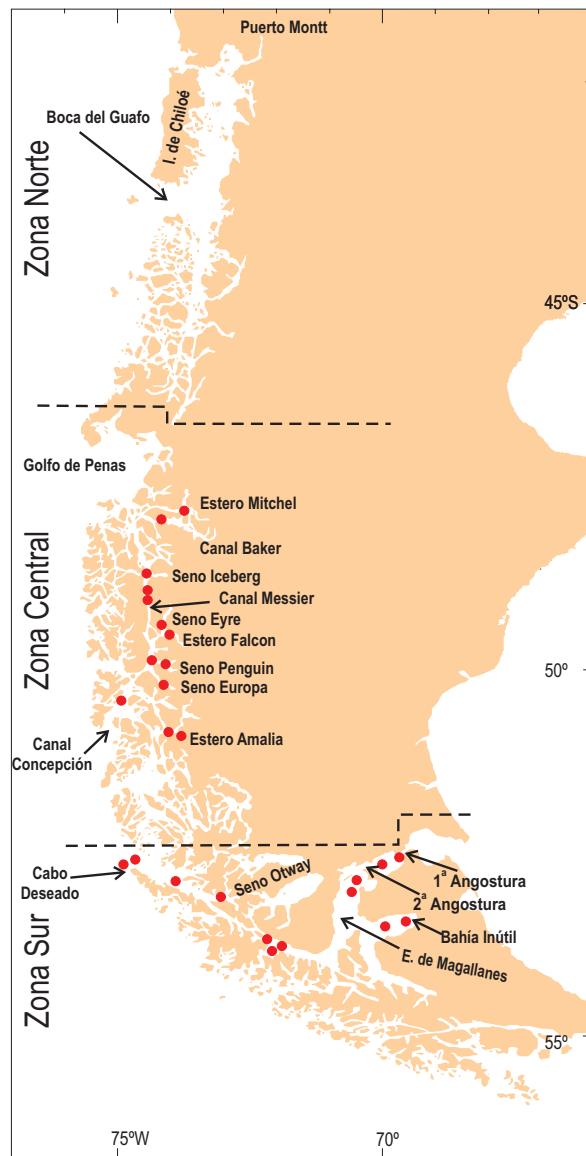 Puerto Montt
Boca del Guafo
I. de Chiloé
Zona Norte
45ºS
Golfo de Penas
Estero Mitchel
Canal Baker
Seno Iceberg
Canal Messier
Seno Eyre
Estero Falcon
Zona Central
50º
Seno Penguin
Seno Europa
Canal
Concepción
Estero Amalia
Cabo
Deseado
Seno Otway
1ª Angostura
2ª Angostura
Bahía Inútil
E. de Magallanes
Zona Sur
55º
75ºW
70º